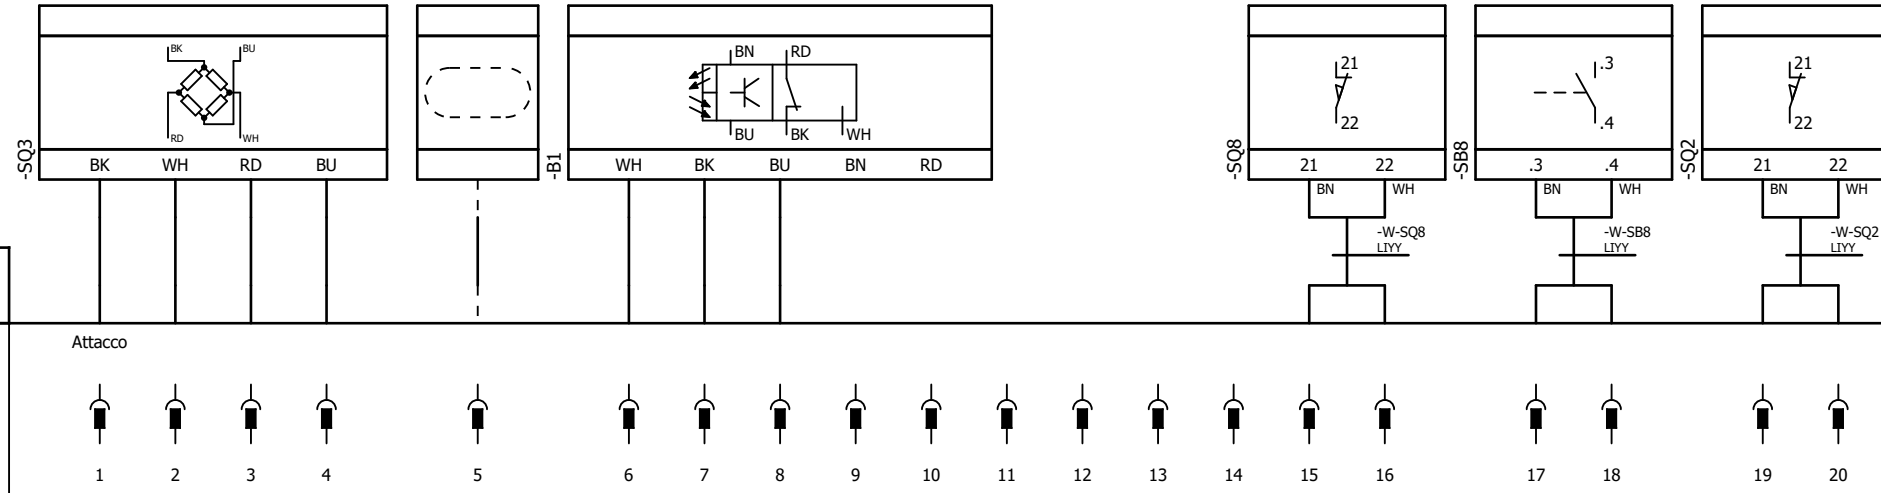 BK BU BN RD 21 .3 21
RD WH BU BK WH 22 .4 22
-SQ3 -B1 -SQ8 -SB8 -SQ2
BK WH RD BU WH BK BU BN RD 21 22 .3 .4 21 22
BN WH BN WH BN WH
-W-SQ8 -W-SB8 -W-SQ2
LIYY LIYY LIYY
Attacco
1 2 3 4 5 6 7 8 9 10 11 12 13 14 15 16 17 18 19 20